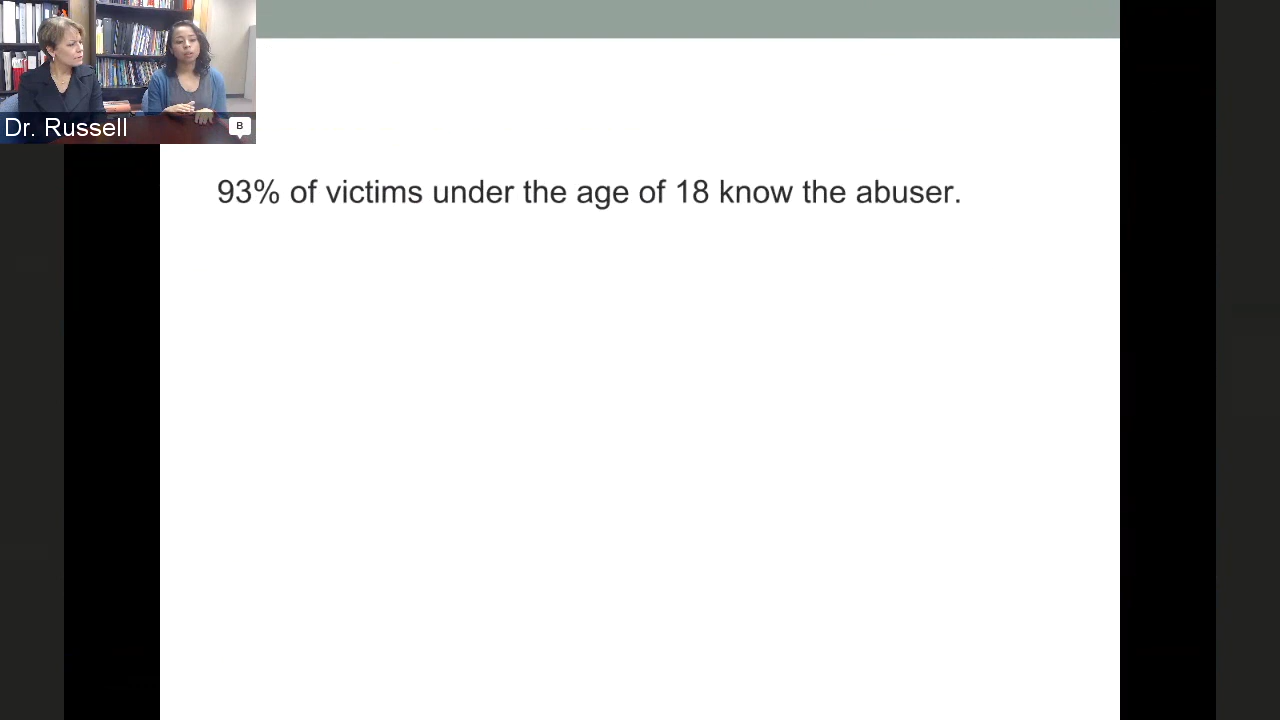 Dr. Russell
B
93% of victims under the age of 18 know the abuser.